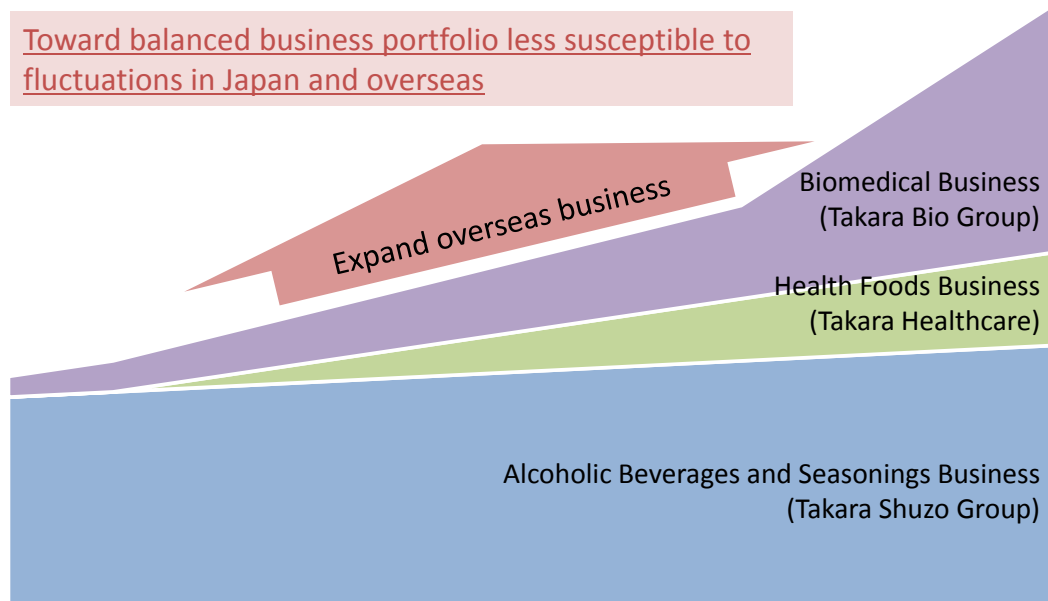 Toward balanced business portfolio less susceptible to
fluctuations in Japan and overseas
Expand overseas business
Biomedical Business
(Takara Bio Group)
Health Foods Business
(Takara Healthcare)
Alcoholic Beverages and Seasonings Business
(Takara Shuzo Group)